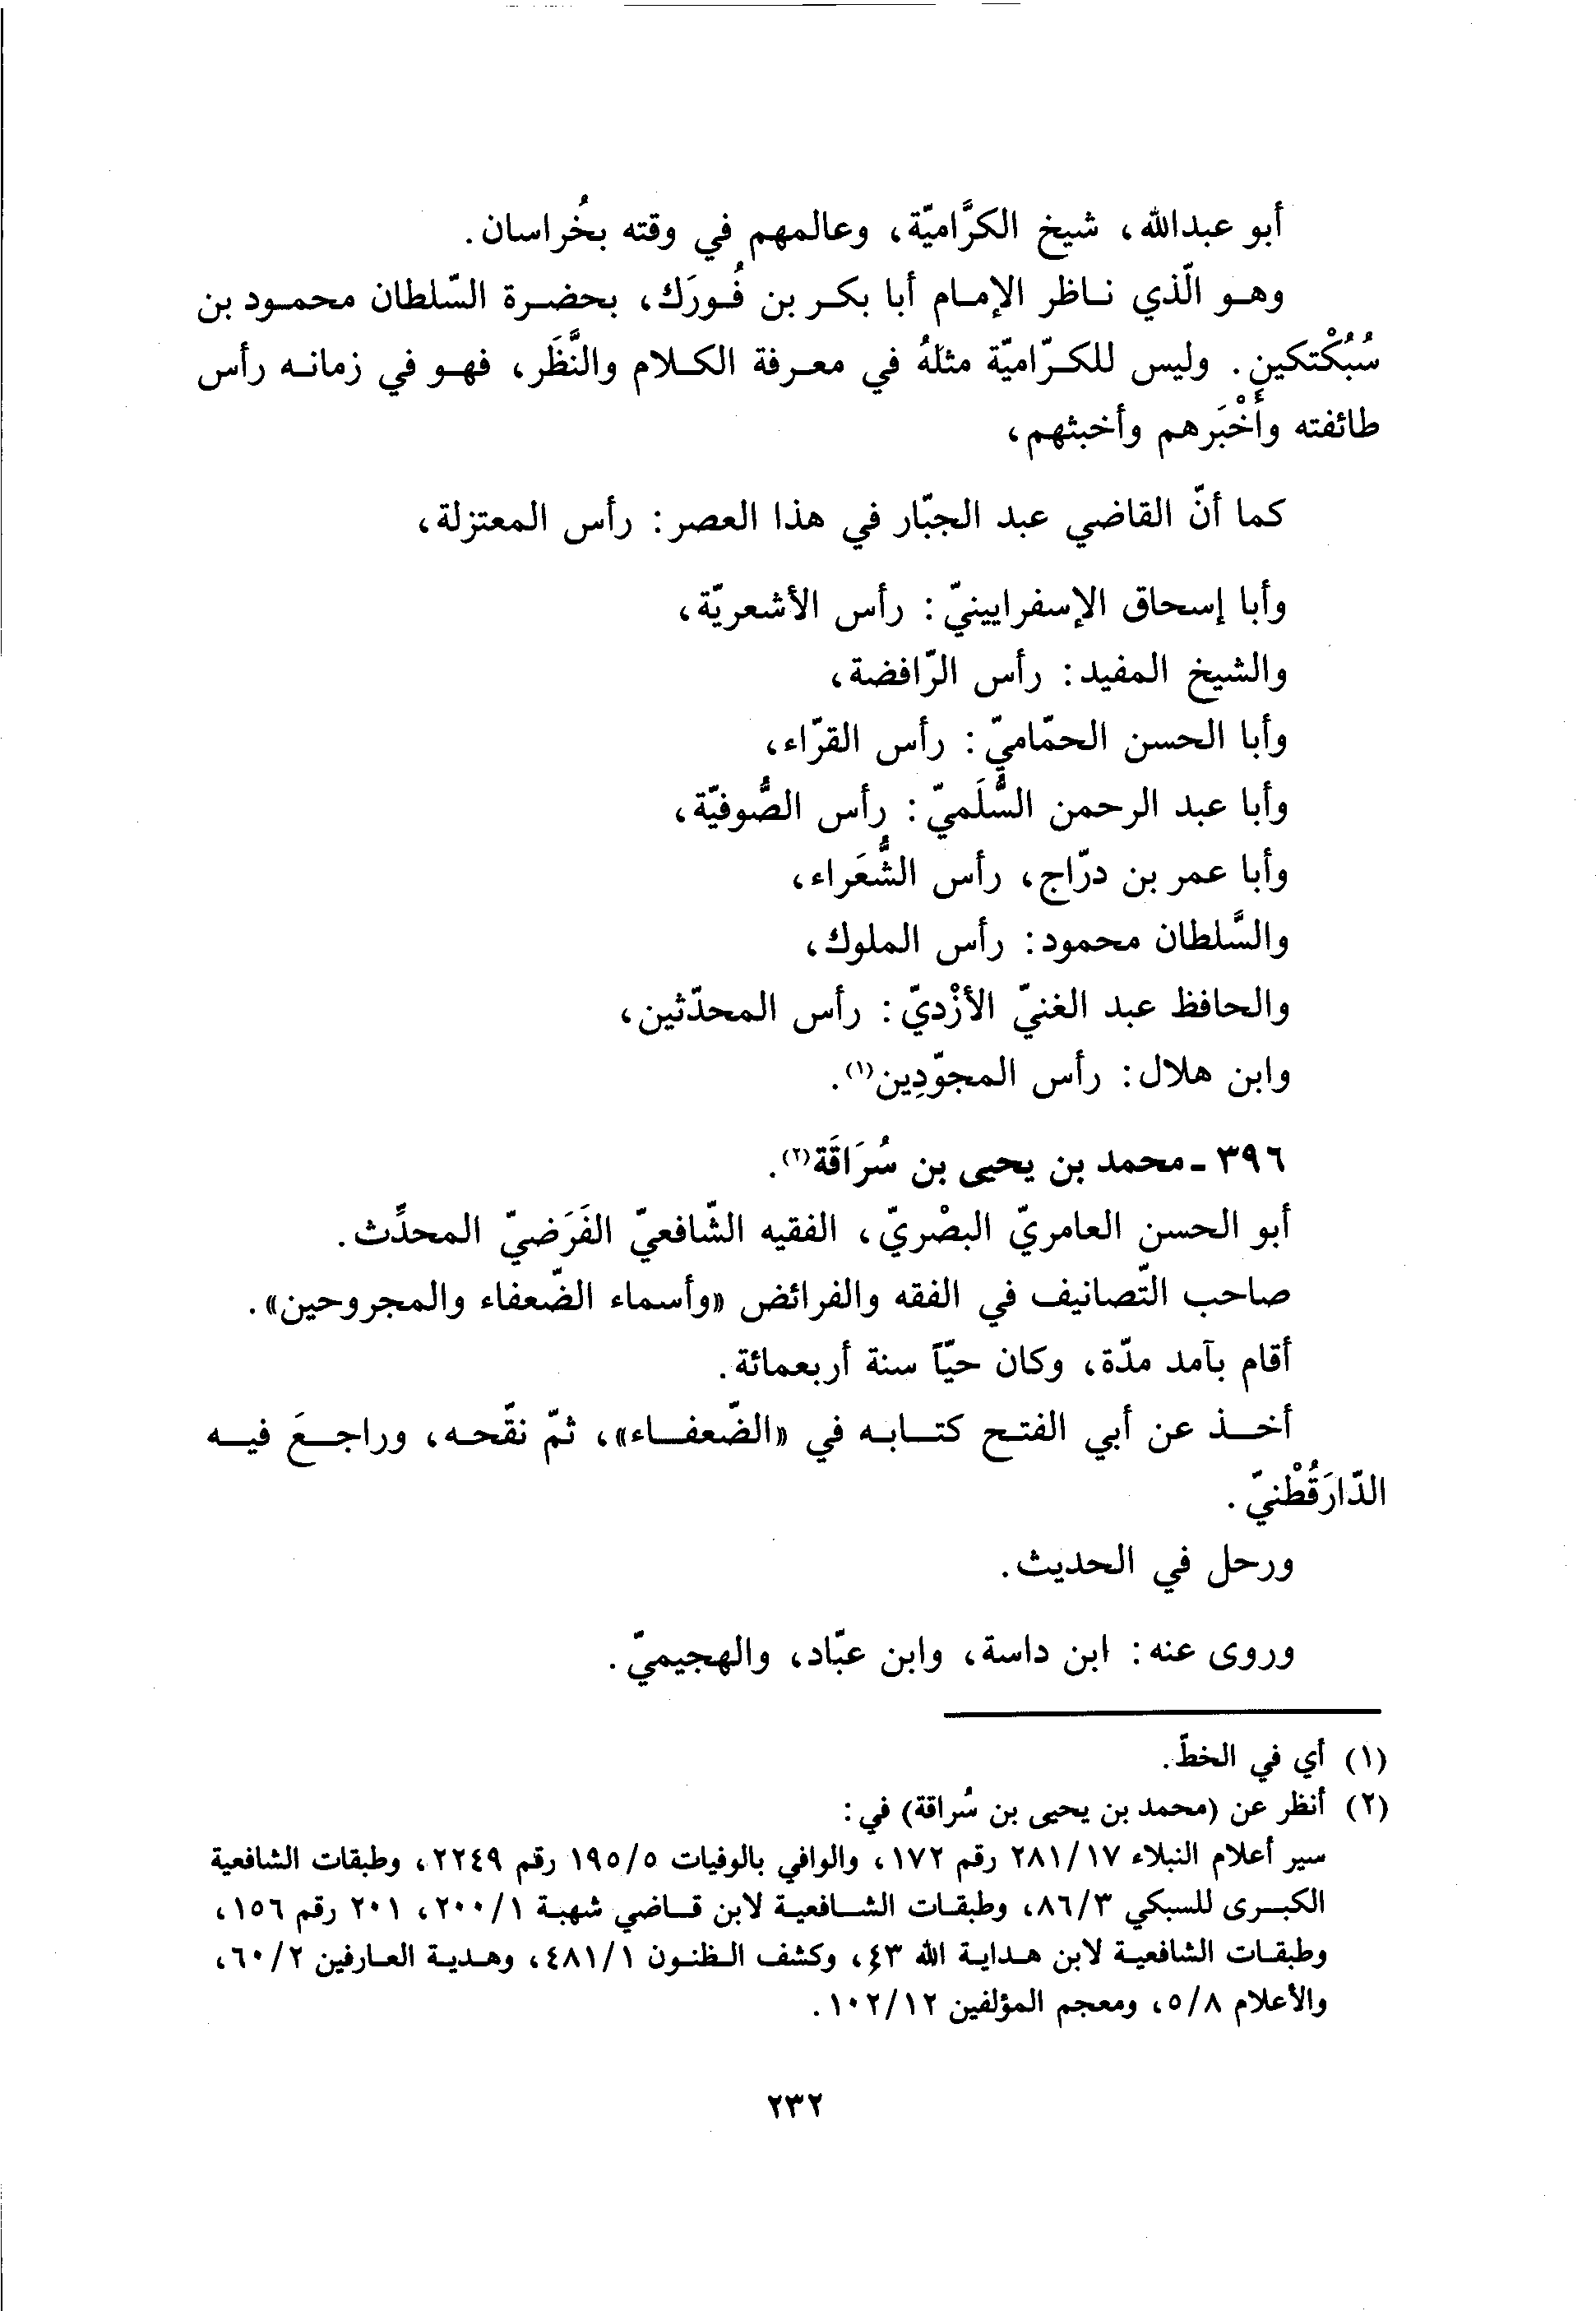 أبو عبدالله، شيخ الكرَّاميّة، وعالمهم في وقته بخُراسان.
وهو الّذي ناظر الإمام أبا بكر بن فُورَك، بحضرة السّلطان محمود بن
سُبُكْتكين. وليس للكرّاميّة مثلَهُ في معرفة الكلام والنَّظَر، فهو في زمانه رأس
طائفته وأَخْبَرهم وأخبثهم،
كما أنّ القاضي عبد الجبّار في هذا العصر: رأس المعتزلة،
وأبا إسحاق الإسفرايينيّ: رأس الأشعريّة،
والشيخ المفيد: رأس الرّافضة،
وأبا الحسن الحمّاميّ: رأس القرّاء،
وأبا عبد الرحمن السُّلَميّ: رأس الصُّوفيّة،
وأبا عمر بن درّاج، رأس الشُّعَراء،
والسَّلطان محمود: رأس الملوك،
والحافظ عبد الغنيّ الأزْديّ: رأس المحدّثين،
وابن هلال: رأس المجوّدِين(١).
٣٩٦ - محمد بن يحيى بن سُرَاقَة(٢).
أبو الحسن العامريّ البصْريّ، الفقيه الشّافعيّ الفَرَضيّ المحدِّث.
صاحب التّصانيف في الفقه والفرائض «وأسماء الضّعفاء والمجروحين».
أقام بآمد مدّة، وكان حيّاً سنة أربعمائة.
أخذ عن أبي الفتح كتابه في «الضّعفاء»، ثمّ نقّحه، وراجعَ فيه
الدّارَقُطْنيّ.
ورحل في الحديث.
وروى عنه: ابن داسة، وابن عبّاد، والهجيميّ.
(١) أي في الخطّ.
(٢) أنظر عن (محمد بن يحيى بن سُراقة) في:
سير أعلام النبلاء ٢٨١/١٧ رقم ١٧٢، والوافي بالوفيات ١٩٥/٥ رقم ٢٢٤٩، وطبقات الشافعية
الكبرى للسبكي ٨٦/٣، وطبقات الشافعية لابن قاضي شهبة ٢٠٠/١، ٢٠١ رقم ١٥٦،
وطبقات الشافعية لابن هداية الله ٤٣، وكشف الظنون ٤٨١/١، وهدية العارفين ٦٠/٢،
والأعلام ٥/٨، ومعجم المؤلفين ١٠٢/١٢.
٢٣٢